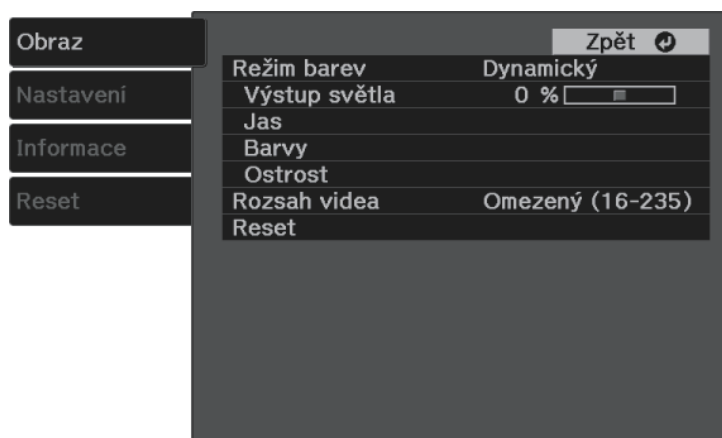 Obraz
Nastavení
Informace
Reset
Zpět
Režim barev Dynamický
Výstup světla 0 %
Jas
Barvy
Ostrost
Rozsah videa Omezený (16-235)
Reset